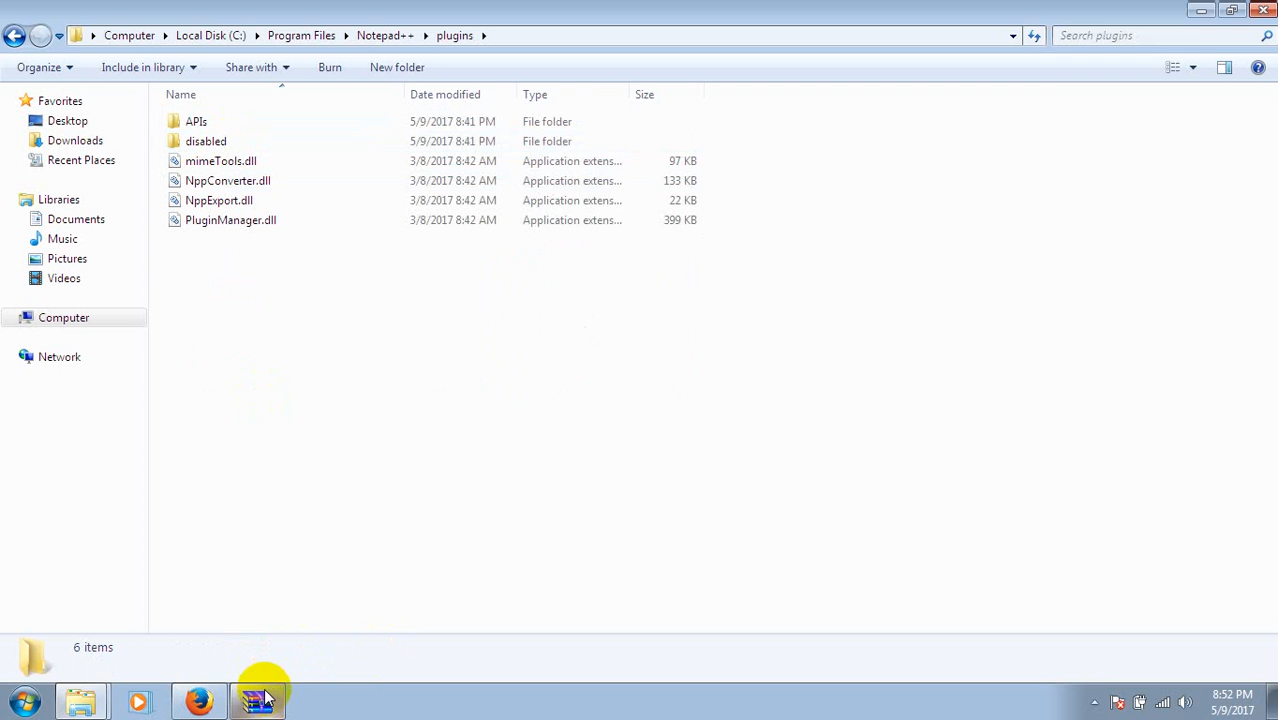 Computer Local Disk (C:) Program Files Notepad++ plugins Search plugins
Organize Include in library Share with Burn New folder
Name Date modified Type Size
Favorites
Desktop
Downloads
Recent Places
Libraries
Documents
Music
Pictures
Videos
Computer
Network
APIs 5/9/2017 8:41 PM File folder
disabled 5/9/2017 8:41 PM File folder
mimeTools.dll 3/8/2017 8:42 AM Application extens... 97 KB
NppConverter.dll 3/8/2017 8:42 AM Application extens... 133 KB
NppExport.dll 3/8/2017 8:42 AM Application extens... 22 KB
PluginManager.dll 3/8/2017 8:42 AM Application extens... 399 KB
6 items
8:52 PM
5/9/2017